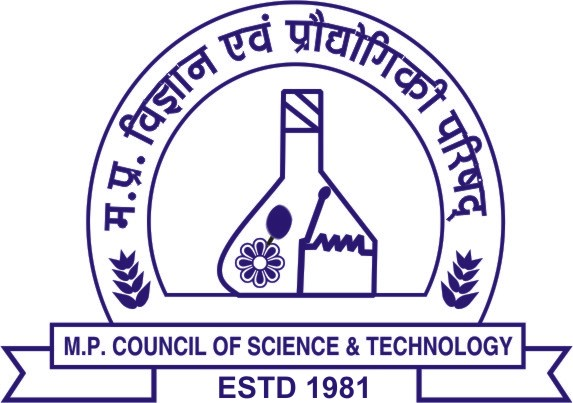 म.प्र. विज्ञान एवं प्रौद्योगिकी परिषद्
M.P. COUNCIL OF SCIENCE & TECHNOLOGY
ESTD 1981